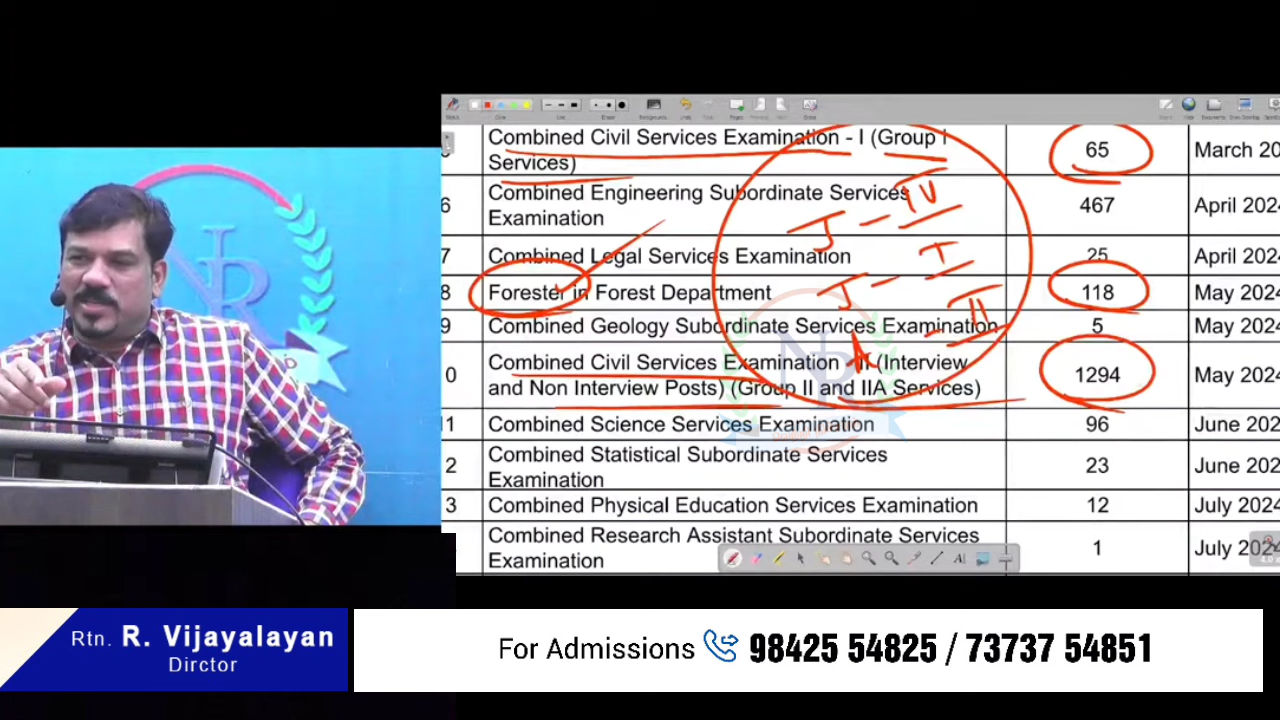 Combined Civil Services Examination - I (Group I
Services)
65
March 20
6
Combined Engineering Subordinate Services
Examination
467
April 2024
7
Combined Legal Services Examination
25
April 2024
8
Forester in Forest Department
118
May 2024
9
Combined Geology Subordinate Services Examination
5
May 2024
0
Combined Civil Services Examination - II (Interview
and Non Interview Posts) (Group II and IIA Services)
1294
May 2024
J - IV
J - I
- II
1
Combined Science Services Examination
96
June 202
2
Combined Statistical Subordinate Services
Examination
23
June 202
3
Combined Physical Education Services Examination
12
July 2024
Combined Research Assistant Subordinate Services
Examination
1
July 2024
NR
Rtn. R. Vijayalayan
Dirctor
For Admissions 98425 54825 / 73737 54851